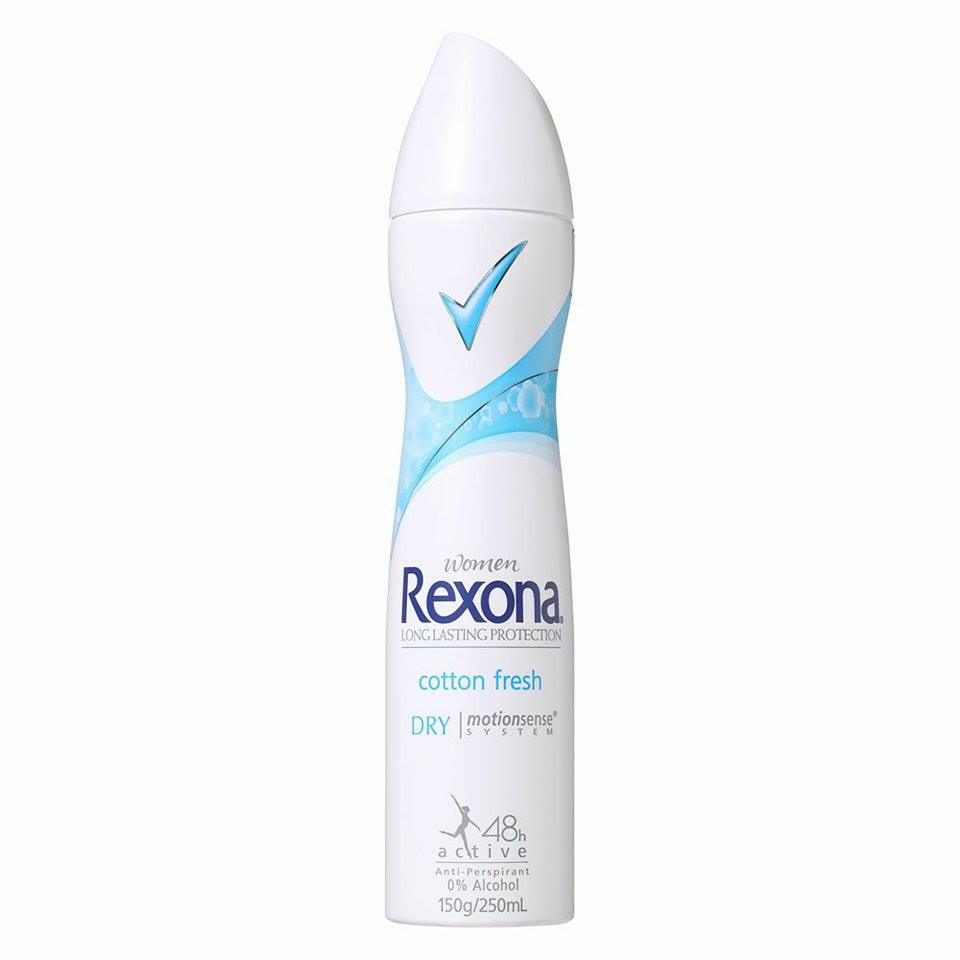 women
Rexona®
LONG LASTING PROTECTION
cotton fresh
DRY | motionsense®
SYSTEM
48h
active
Anti-Perspirant
0% Alcohol
150g/250mL